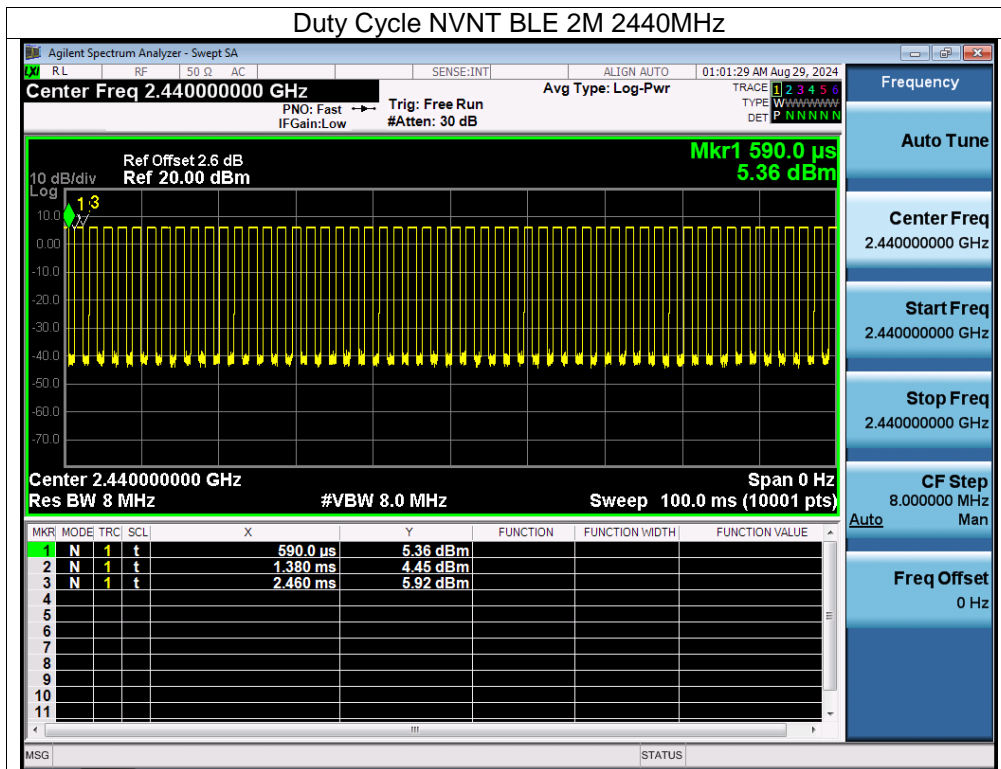 Duty Cycle NVNT BLE 2M 2440MHz
Agilent Spectrum Analyzer - Swept SA
LXI RL RF 50 Ω AC SENSE:INT ALIGN AUTO 01:01:29 AM Aug 29, 2024
Center Freq 2.440000000 GHz
PNO: Fast
IFGain:Low
Trig: Free Run
#Atten: 30 dB
Avg Type: Log-Pwr
TRACE 1 2 3 4 5 6
TYPE WWWWWWW
DET P N N N N N
Mkr1 590.0 µs
5.36 dBm
Ref Offset 2.6 dB
10 dB/div Ref 20.00 dBm
Log
1 3
10.0
0.00
-10.0
-20.0
-30.0
-40.0
-50.0
-60.0
-70.0
Center 2.440000000 GHz Span 0 Hz
Res BW 8 MHz #VBW 8.0 MHz Sweep 100.0 ms (10001 pts)
MKR MODE TRC SCL X Y FUNCTION FUNCTION WIDTH FUNCTION VALUE
1 N 1 t 590.0 µs 5.36 dBm
2 N 1 t 1.380 ms 4.45 dBm
3 N 1 t 2.460 ms 5.92 dBm
4
5
6
7
8
9
10
11
MSG STATUS
Frequency
Auto Tune
Center Freq
2.440000000 GHz
Start Freq
2.440000000 GHz
Stop Freq
2.440000000 GHz
CF Step
8.000000 MHz
Auto Man
Freq Offset
0 Hz